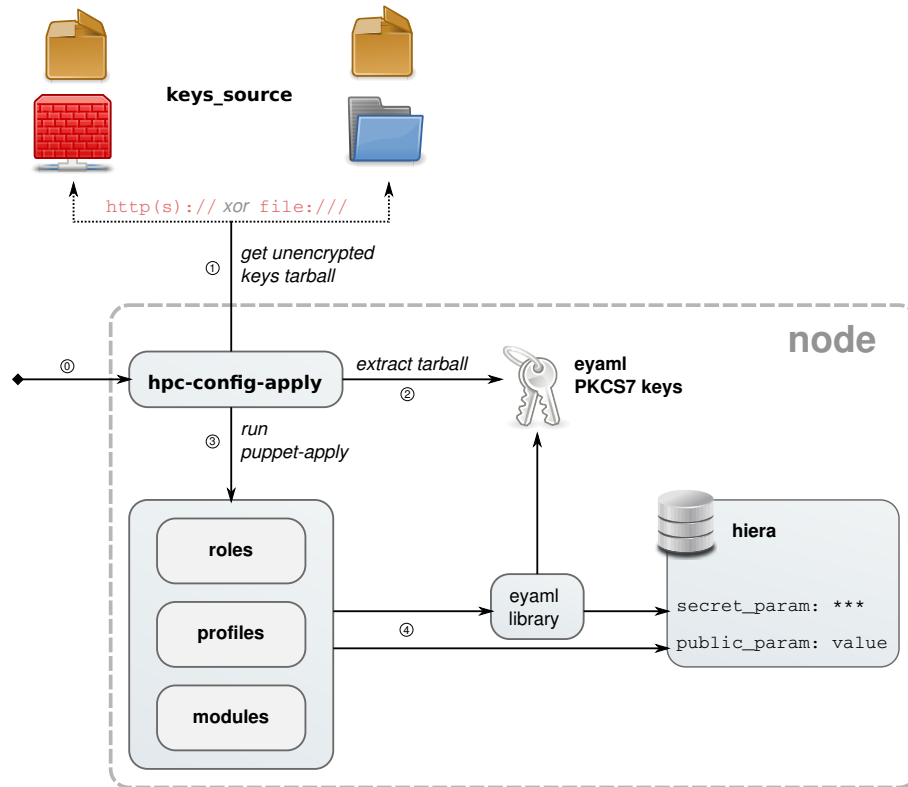 keys_source
http(s):// xor file:///
① get unencrypted
keys tarball
node
⓪
hpc-config-apply
extract tarball
②
eyaml
PKCS7 keys
③ run
puppet-apply
roles
profiles
modules
④
eyaml
library
hiera
secret_param: ***
public_param: value